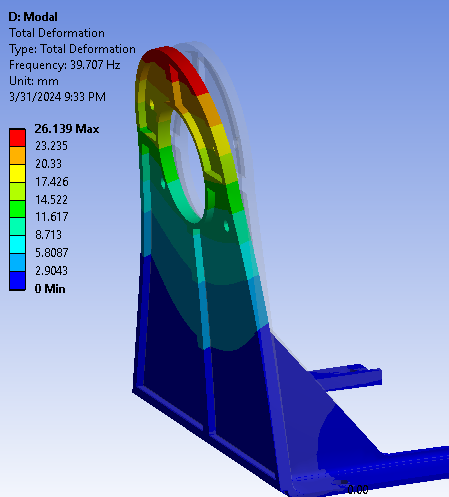 D: Modal
Total Deformation
Type: Total Deformation
Frequency: 39.707 Hz
Unit: mm
3/31/2024 9:33 PM
26.139 Max
23.235
20.33
17.426
14.522
11.617
8.713
5.8087
2.9043
0 Min
0.00